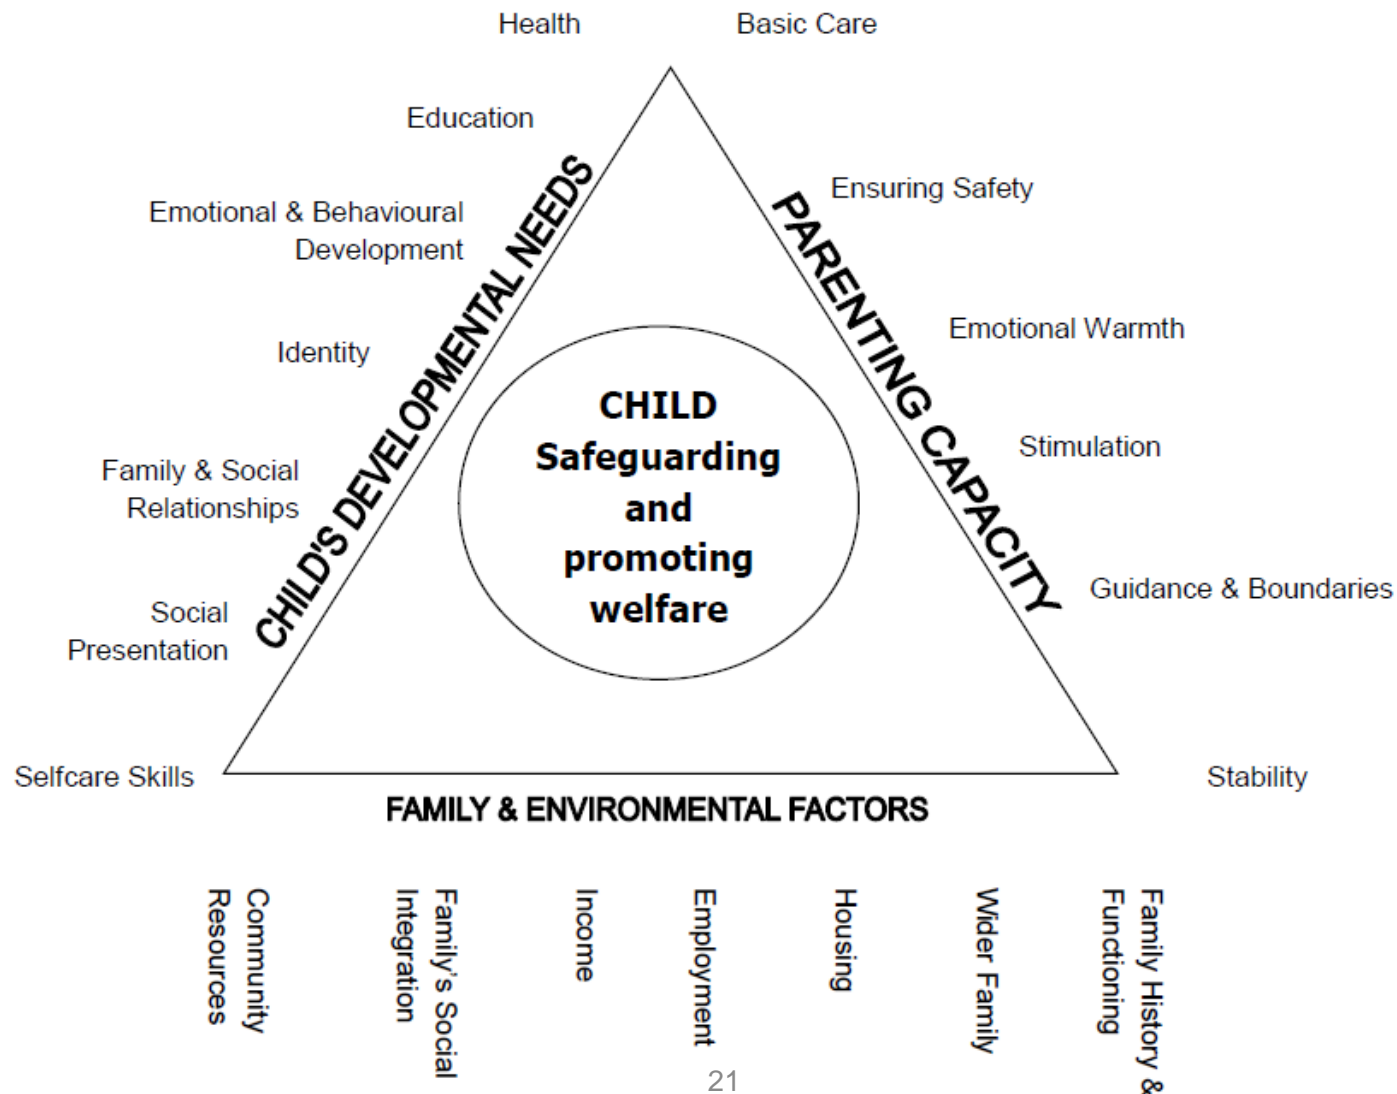 Health
Basic Care
Education
Ensuring Safety
Emotional & Behavioural
Development
Emotional Warmth
Identity
Stimulation
Family & Social
Relationships
Guidance & Boundaries
Social
Presentation
Selfcare Skills
Stability
CHILD'S DEVELOPMENTAL NEEDS
PARENTING CAPACITY
CHILD
Safeguarding
and
promoting
welfare
FAMILY & ENVIRONMENTAL FACTORS
Community
Resources
Family's Social
Integration
Income
Employment
Housing
Wider Family
Family History &
Functioning
21